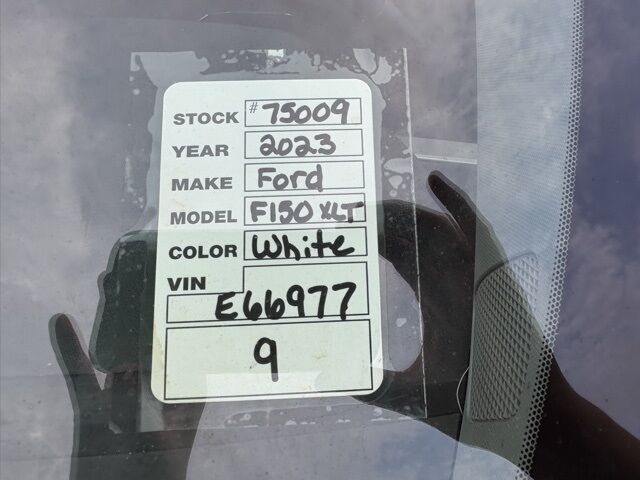 STOCK # 75009
YEAR 2023
MAKE Ford
MODEL F150 XLT
COLOR White
VIN
E66977
9